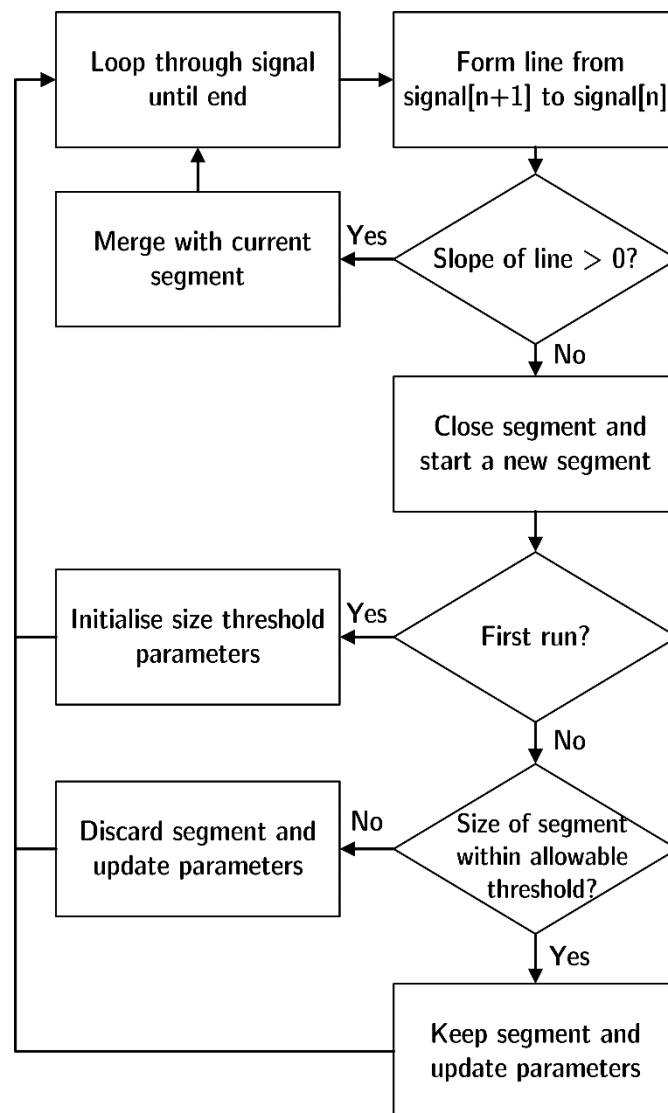 Loop through signal
until end
Form line from
signal[n+1] to signal[n]
Merge with current
segment
Yes
Slope of line > 0?
No
Close segment and
start a new segment
Initialise size threshold
parameters
Yes
First run?
No
Discard segment and
update parameters
No
Size of segment
within allowable
threshold?
Yes
Keep segment and
update parameters